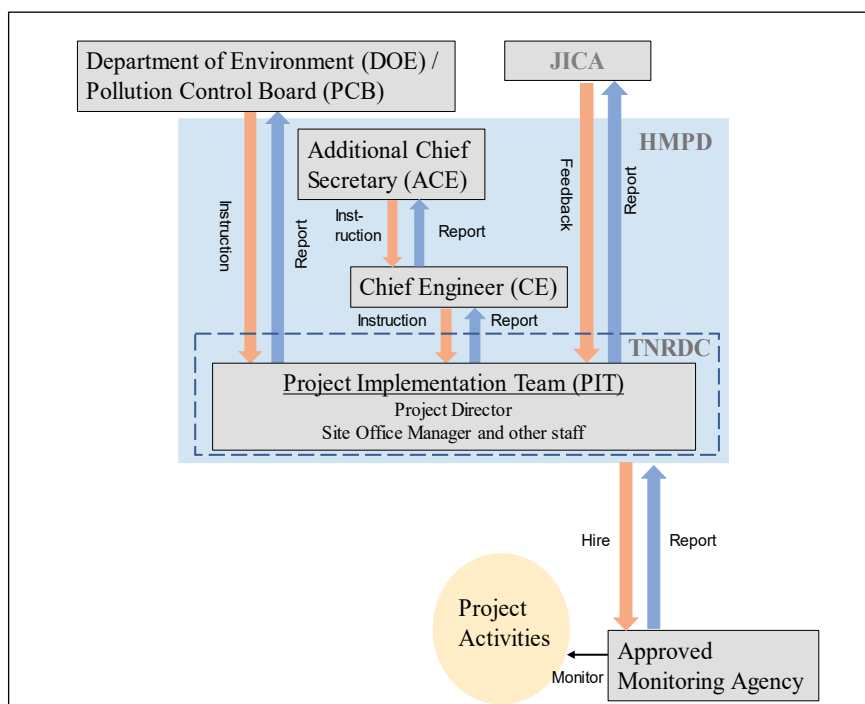 Department of Environment (DOE) /
Pollution Control Board (PCB)
JICA
HMPD
Additional Chief
Secretary (ACE)
Instruction
Report
Inst-
ruction
Report
Feedback
Report
Chief Engineer (CE)
Instruction
Report
TNRDC
Project Implementation Team (PIT)
Project Director
Site Office Manager and other staff
Hire
Report
Project
Activities
Monitor
Approved
Monitoring Agency